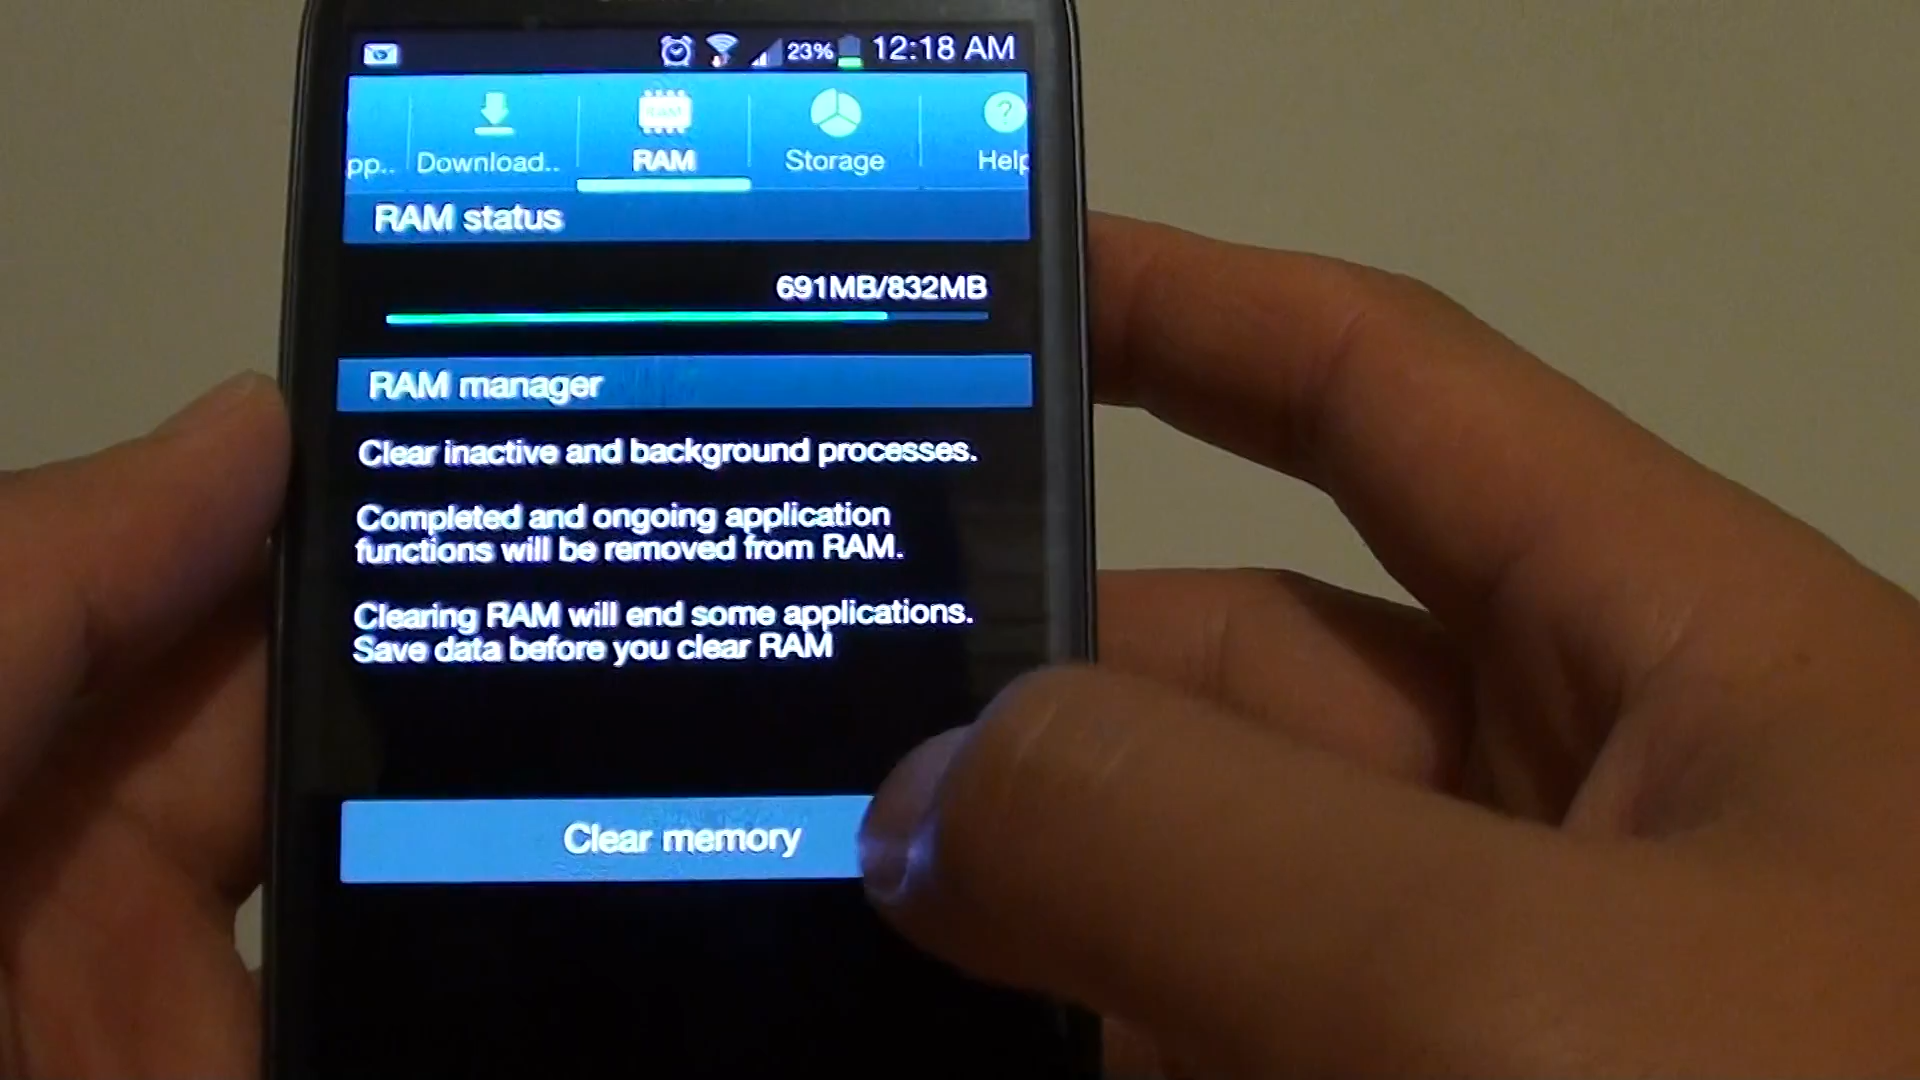 23% 12:18 AM
pp.. Download.. RAM Storage Help
RAM status
691MB/832MB
RAM manager
Clear inactive and background processes.
Completed and ongoing application
functions will be removed from RAM.
Clearing RAM will end some applications.
Save data before you clear RAM
Clear memory